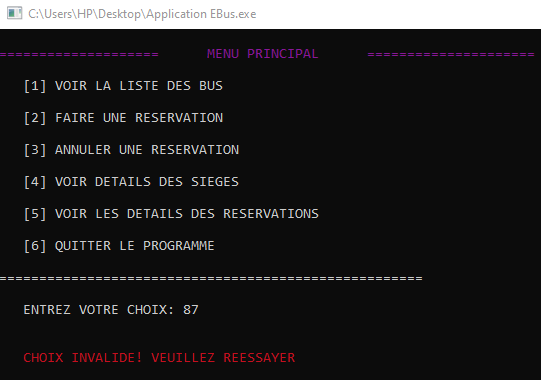 C:\Users\HP\Desktop\Application EBus.exe
==================== MENU PRINCIPAL =====================
[1] VOIR LA LISTE DES BUS
[2] FAIRE UNE RESERVATION
[3] ANNULER UNE RESERVATION
[4] VOIR DETAILS DES SIEGES
[5] VOIR LES DETAILS DES RESERVATIONS
[6] QUITTER LE PROGRAMME
=====================================================
ENTREZ VOTRE CHOIX: 87
CHOIX INVALIDE! VEUILLEZ REESSAYER